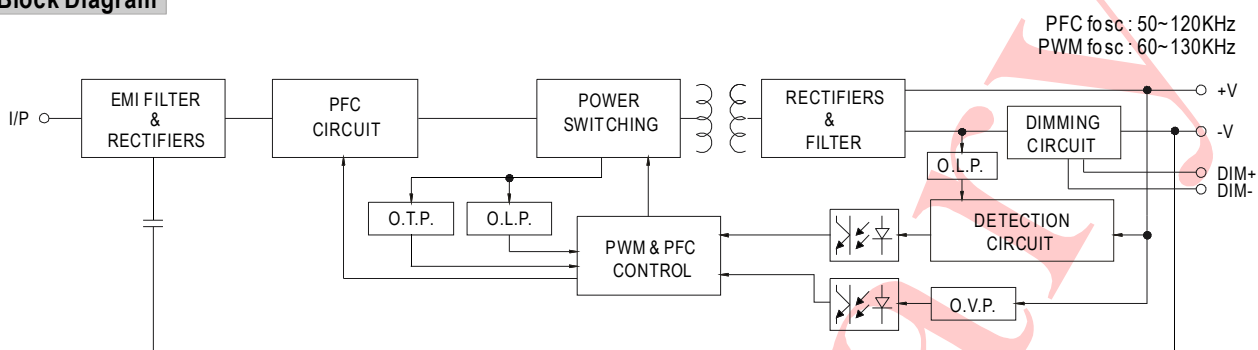 Block Diagram
PFC fosc : 50~120KHz
PWM fosc : 60~130KHz
I/P
EMI FILTER
&
RECTIFIERS
PFC
CIRCUIT
POWER
SWITCHING
RECTIFIERS
&
FILTER
DIMMING
CIRCUIT
+V
-V
DIM+
DIM-
O.L.P.
O.T.P.
O.L.P.
PWM & PFC
CONTROL
DETECTION
CIRCUIT
O.V.P.